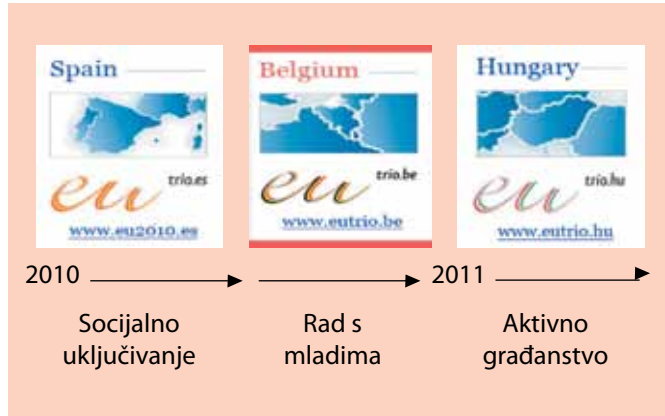 Spain
eu trio.es
www.eu2010.es
Belgium
eu trio.be
www.eutrio.be
Hungary
eu trio.hu
www.eutrio.hu
2010
2011
Socijalno
uključivanje
Rad s
mladima
Aktivno
građanstvo